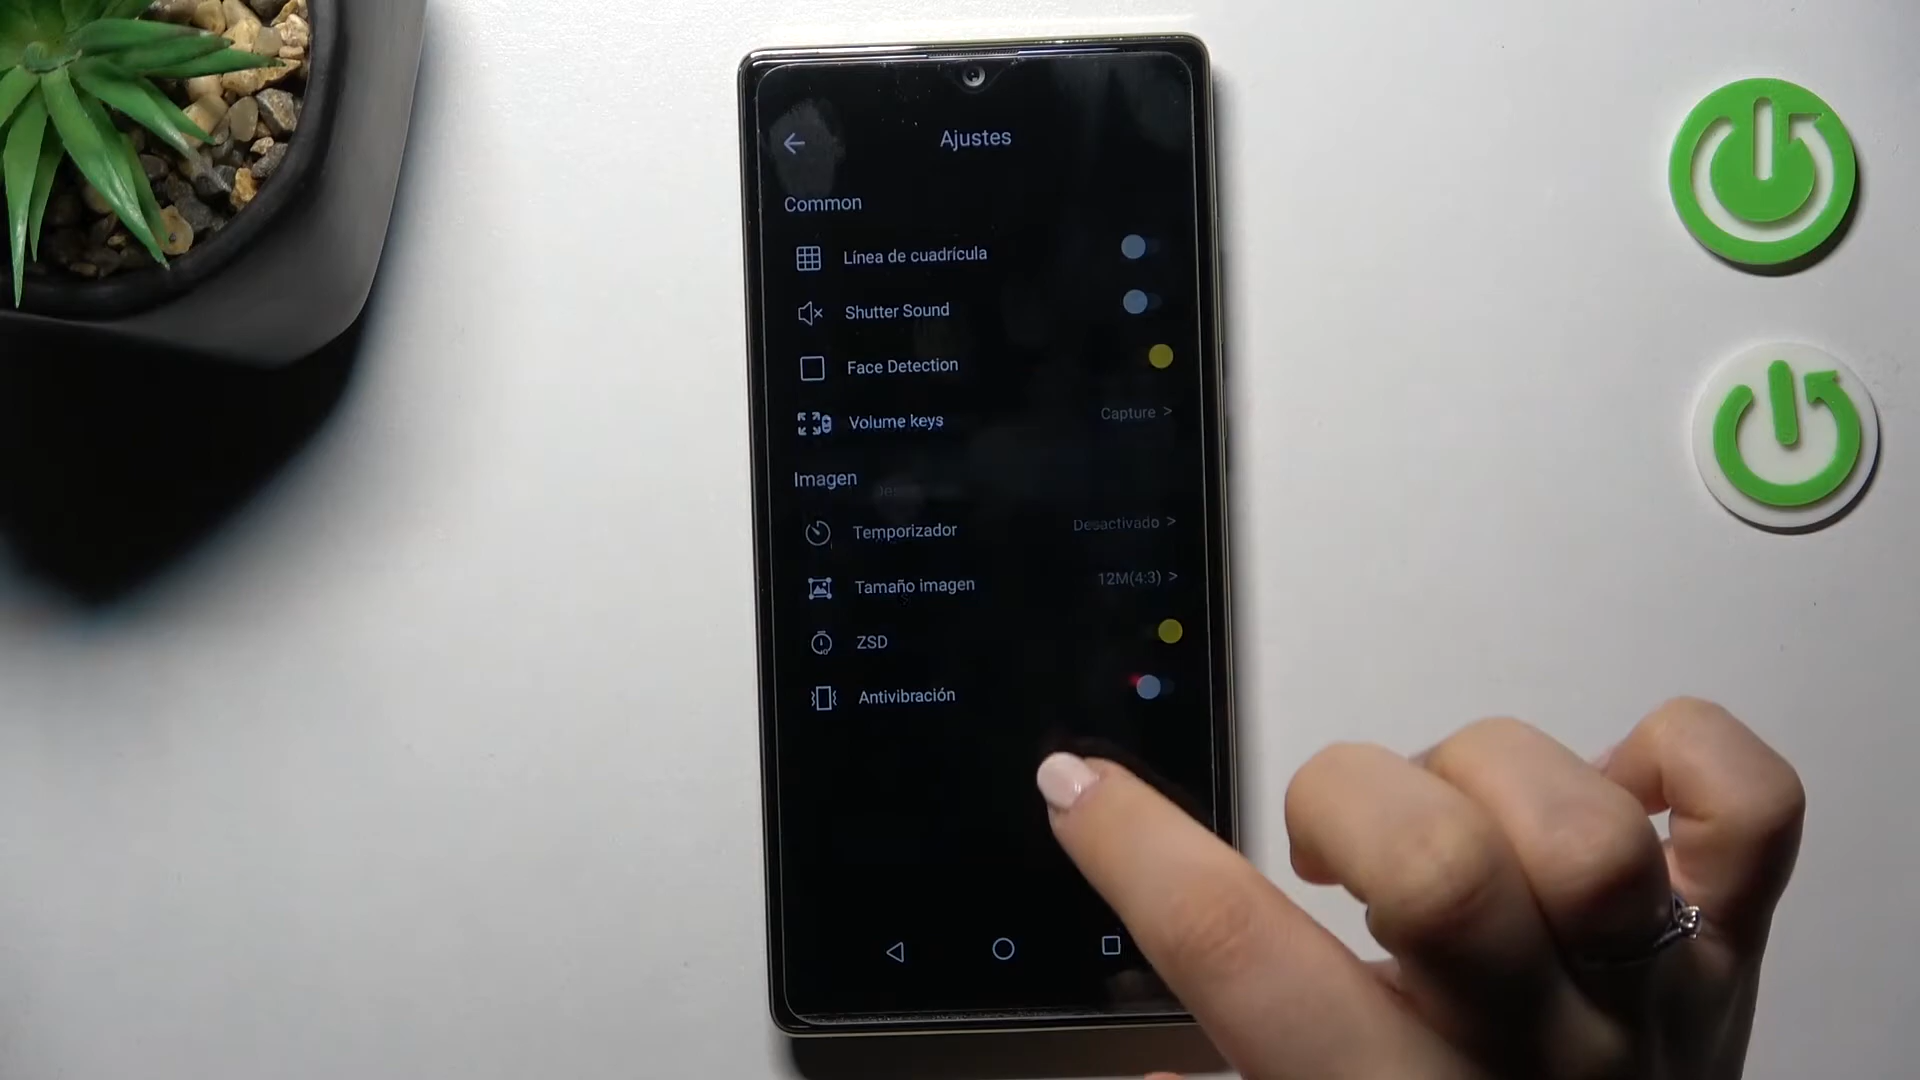 Ajustes
Common
Línea de cuadrícula
Shutter Sound
Face Detection
Volume keys Capture >
Imagen
Temporizador Desactivado >
Tamaño imagen 12M(4:3) >
ZSD
Antivibración